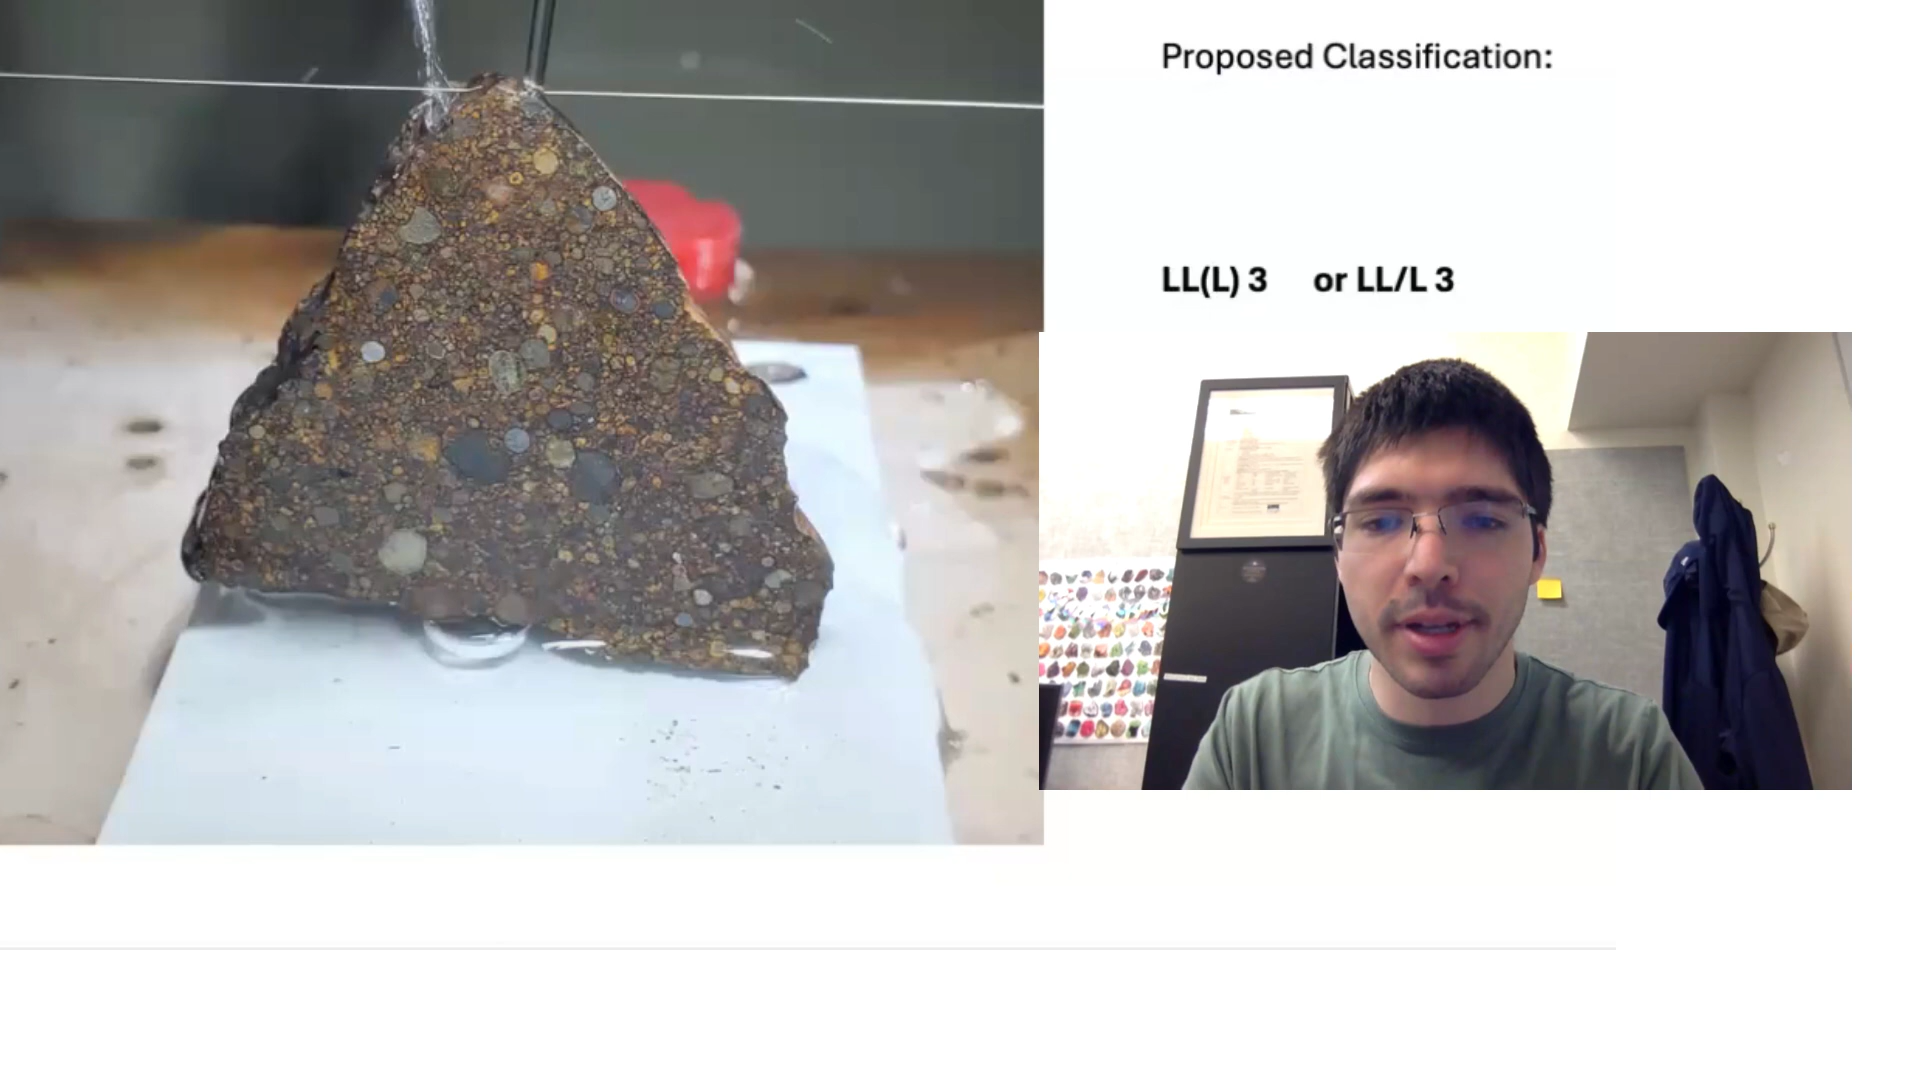 Proposed Classification:
LL(L) 3 or LL/L 3